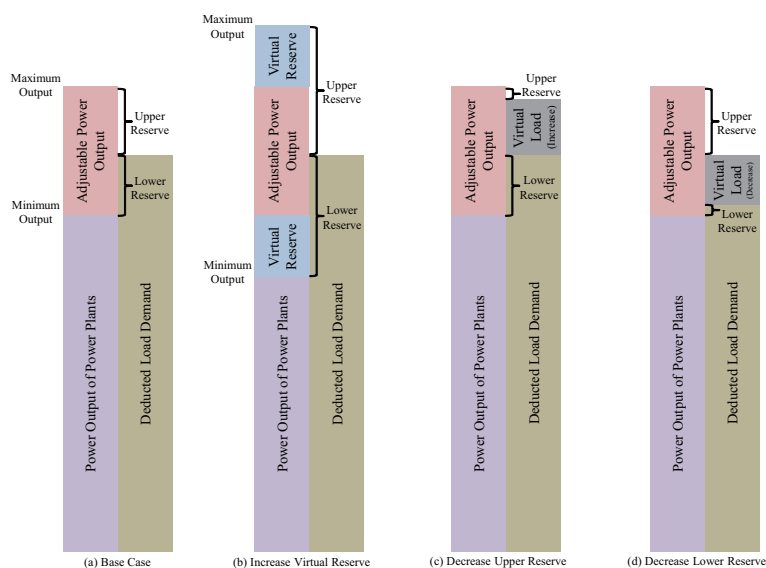 Maximum
Output
Minimum
Output
Adjustable Power
Output
Upper
Reserve
Lower
Reserve
Power Output of Power Plants
Deducted Load Demand
(a) Base Case
Maximum
Output
Minimum
Output
Virtual
Reserve
Adjustable Power
Output
Virtual
Reserve
Upper
Reserve
Lower
Reserve
Power Output of Power Plants
Deducted Load Demand
(b) Increase Virtual Reserve
Adjustable Power
Output
Upper
Reserve
Virtual
Load
(Increase)
Lower
Reserve
Power Output of Power Plants
Deducted Load Demand
(c) Decrease Upper Reserve
Adjustable Power
Output
Upper
Reserve
Virtual
Load
(Decrease)
Lower
Reserve
Power Output of Power Plants
Deducted Load Demand
(d) Decrease Lower Reserve